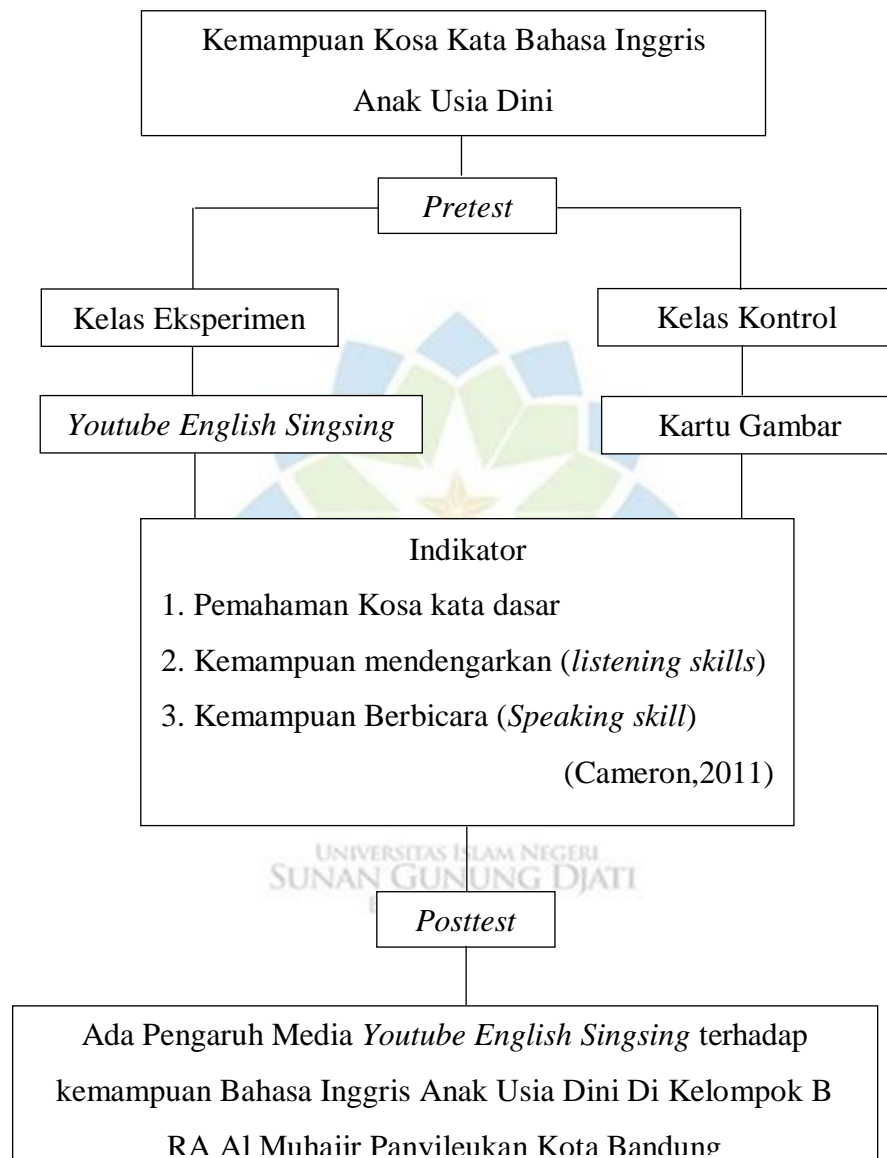 Kemampuan Kosa Kata Bahasa Inggris
Anak Usia Dini
Pretest
Kelas Eksperimen
Kelas Kontrol
Youtube English Singsing
Kartu Gambar
Indikator
1. Pemahaman Kosa kata dasar
2. Kemampuan mendengarkan (listening skills)
3. Kemampuan Berbicara (Speaking skill)
(Cameron,2011)
UNIVERSITAS ISLAM NEGERI
SUNAN GUNUNG DJATI
Posttest
Ada Pengaruh Media Youtube English Singsing terhadap
kemampuan Bahasa Inggris Anak Usia Dini Di Kelompok B
RA Al Muhajir Panyileukan Kota Bandung